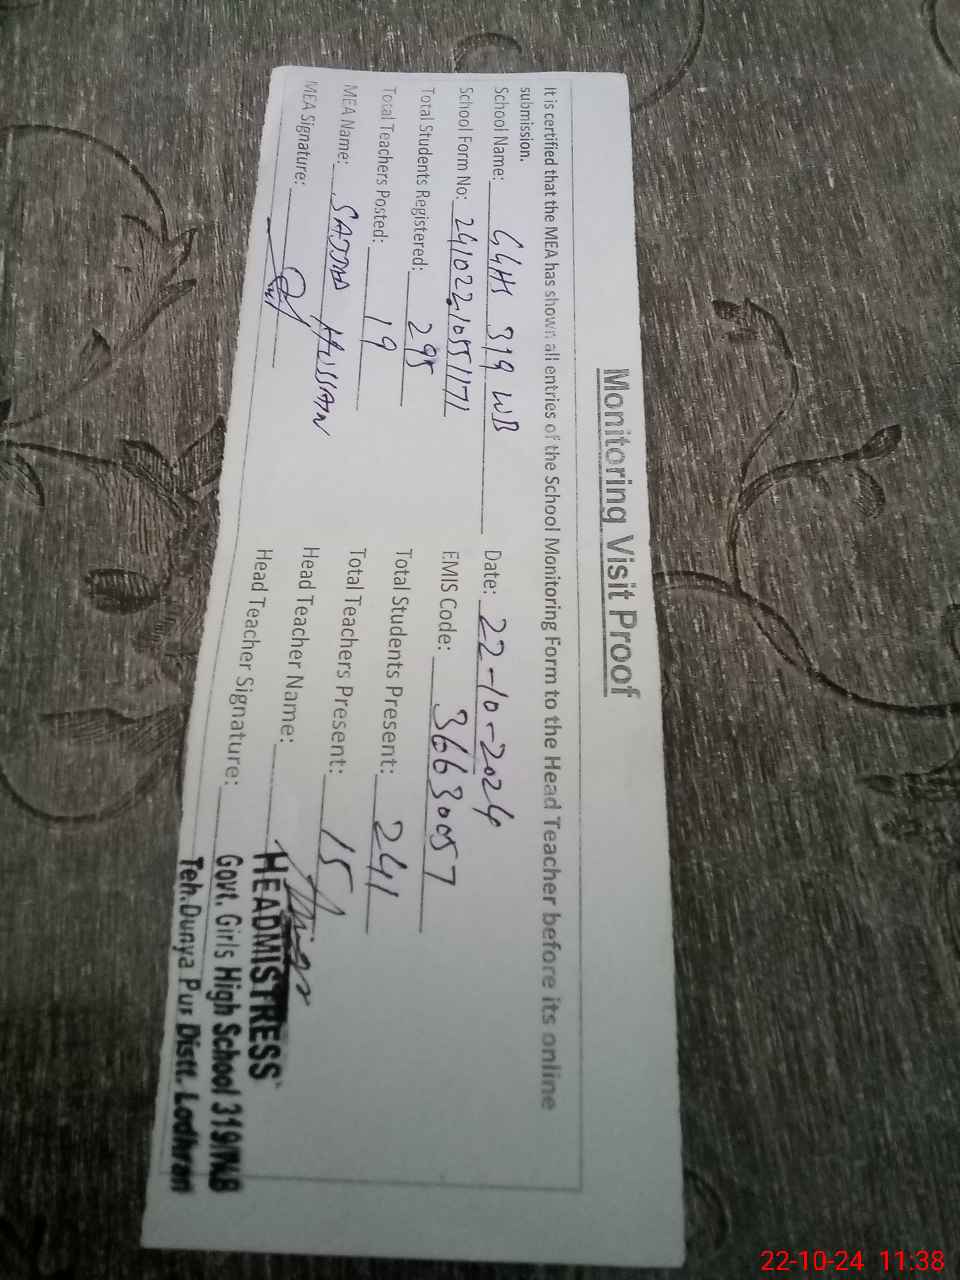 Monitoring Visit Proof
It is certified that the MEA has shown all entries of the School Monitoring Form to the Head Teacher before its online
submission.
School Name: GGHS 319 WB Date: 22-10-2024
School Form No: 24102210551171 EMIS Code: 36630057
Total Students Registered: 295 Total Students Present: 241
Total Teachers Posted: 19 Total Teachers Present: 15
MEA Name: SAJJAD HUSSAIN Head Teacher Name:
MEA Signature: Head Teacher Signature:
HEADMISTRESS
Govt. Girls High School 319/WB
Teh.Dunya Pur Distt. Lodhran
22-10-24 11:38